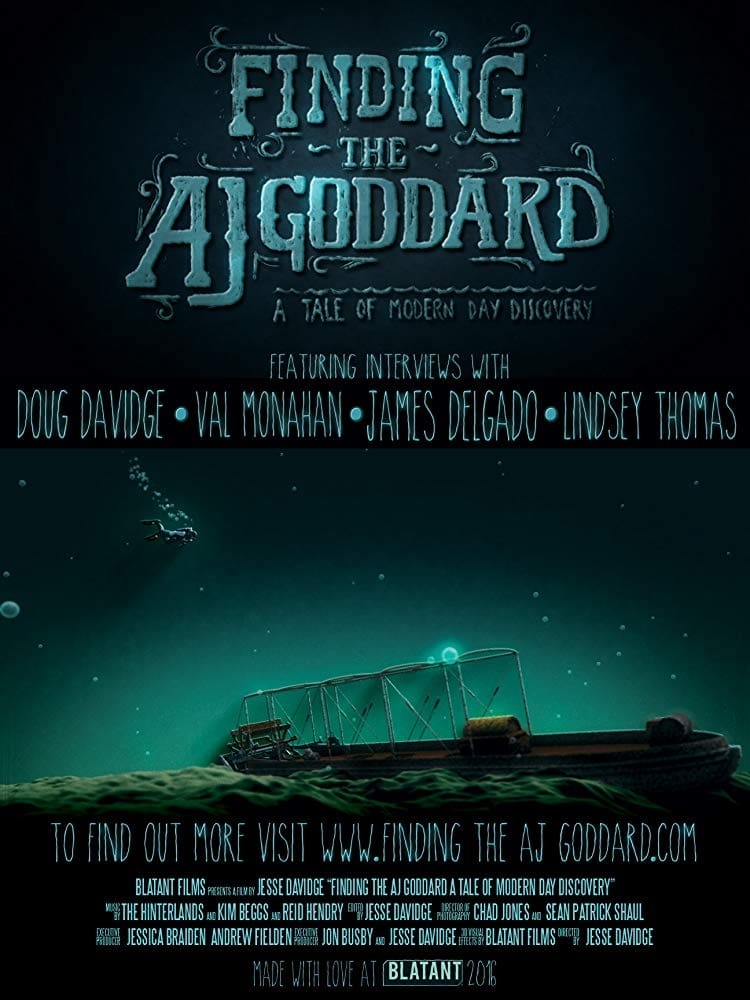 FINDING
~ THE ~
AJ GODDARD
A TALE OF MODERN DAY DISCOVERY
FEATURING INTERVIEWS WITH
DOUG DAVIDGE • VAL MONAHAN • JAMES DELGADO • LINDSEY THOMAS
TO FIND OUT MORE VISIT WWW.FINDING THE AJ GODDARD.COM
BLATANT FILMS PRESENTS A FILM BY JESSE DAVIDGE "FINDING THE AJ GODDARD A TALE OF MODERN DAY DISCOVERY"
MUSIC BY THE HINTERLANDS AND KIM BEGGS AND REID HENDRY EDITED BY JESSE DAVIDGE DIRECTOR OF PHOTOGRAPHY CHAD JONES AND SEAN PATRICK SHAUL
EXECUTIVE PRODUCER JESSICA BRAIDEN ANDREW FIELDEN EXECUTIVE PRODUCER JON BUSBY AND JESSE DAVIDGE 3D VISUAL EFFECTS BY BLATANT FILMS DIRECTED BY JESSE DAVIDGE
MADE WITH LOVE AT BLATANT 2016